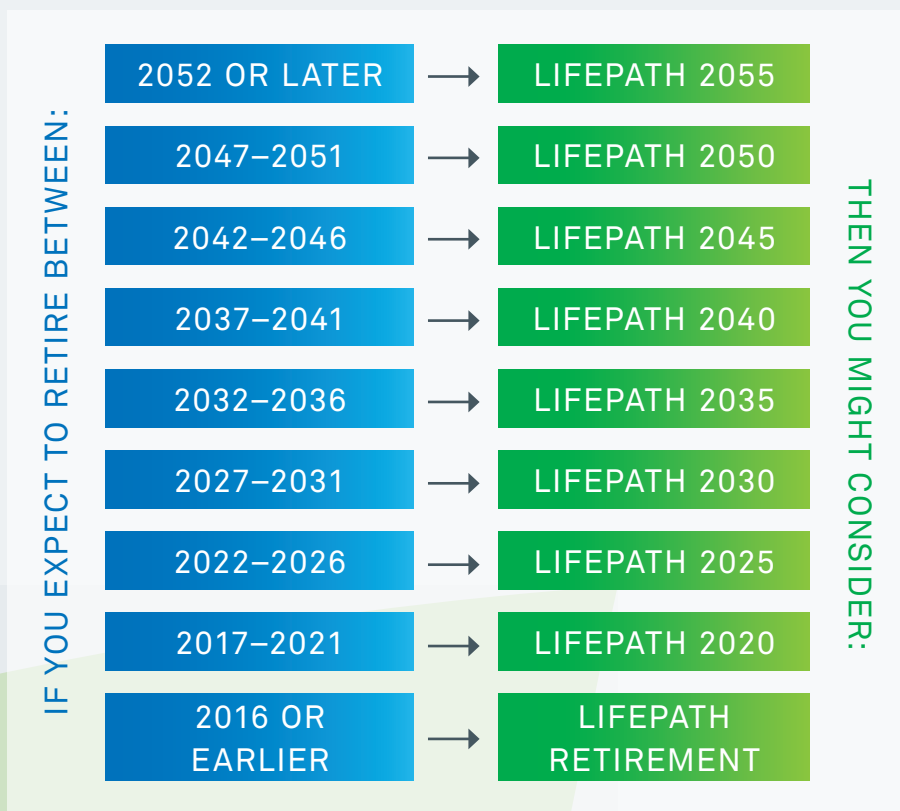 IF YOU EXPECT TO RETIRE BETWEEEN:
2052 OR LATER
LIFEPATH 2055
2047–2051
LIFEPATH 2050
2042–2046
LIFEPATH 2045
2037–2041
LIFEPATH 2040
2032–2036
LIFEPATH 2035
2027–2031
LIFEPATH 2030
2022–2026
LIFEPATH 2025
2017–2021
LIFEPATH 2020
2016 OR
EARLIER
LIFEPATH
RETIREMENT
THEN YOU MIGHT CONSIDER: